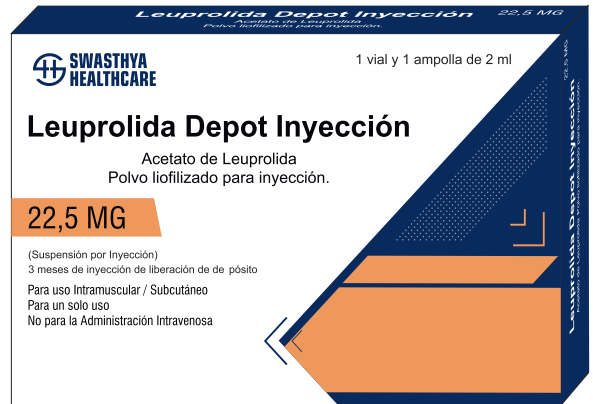 Leuprolida Depot Inyección
Acetato de Leuprolida
Polvo liofilizado para inyección.
22,5 MG
SWASTHYA
HEALTHCARE
1 vial y 1 ampolla de 2 ml
Leuprolida Depot Inyección
Acetato de Leuprolida
Polvo liofilizado para inyección.
22,5 MG
(Suspensión por Inyección)
3 meses de inyección de liberación de de pósito
Para uso Intramuscular / Subcutáneo
Para un solo uso
No para la Administración Intravenosa
22,5 MG
Leuprolida Depot Inyección
Acetato de Leuprolida Polvo liofilizado para inyección.